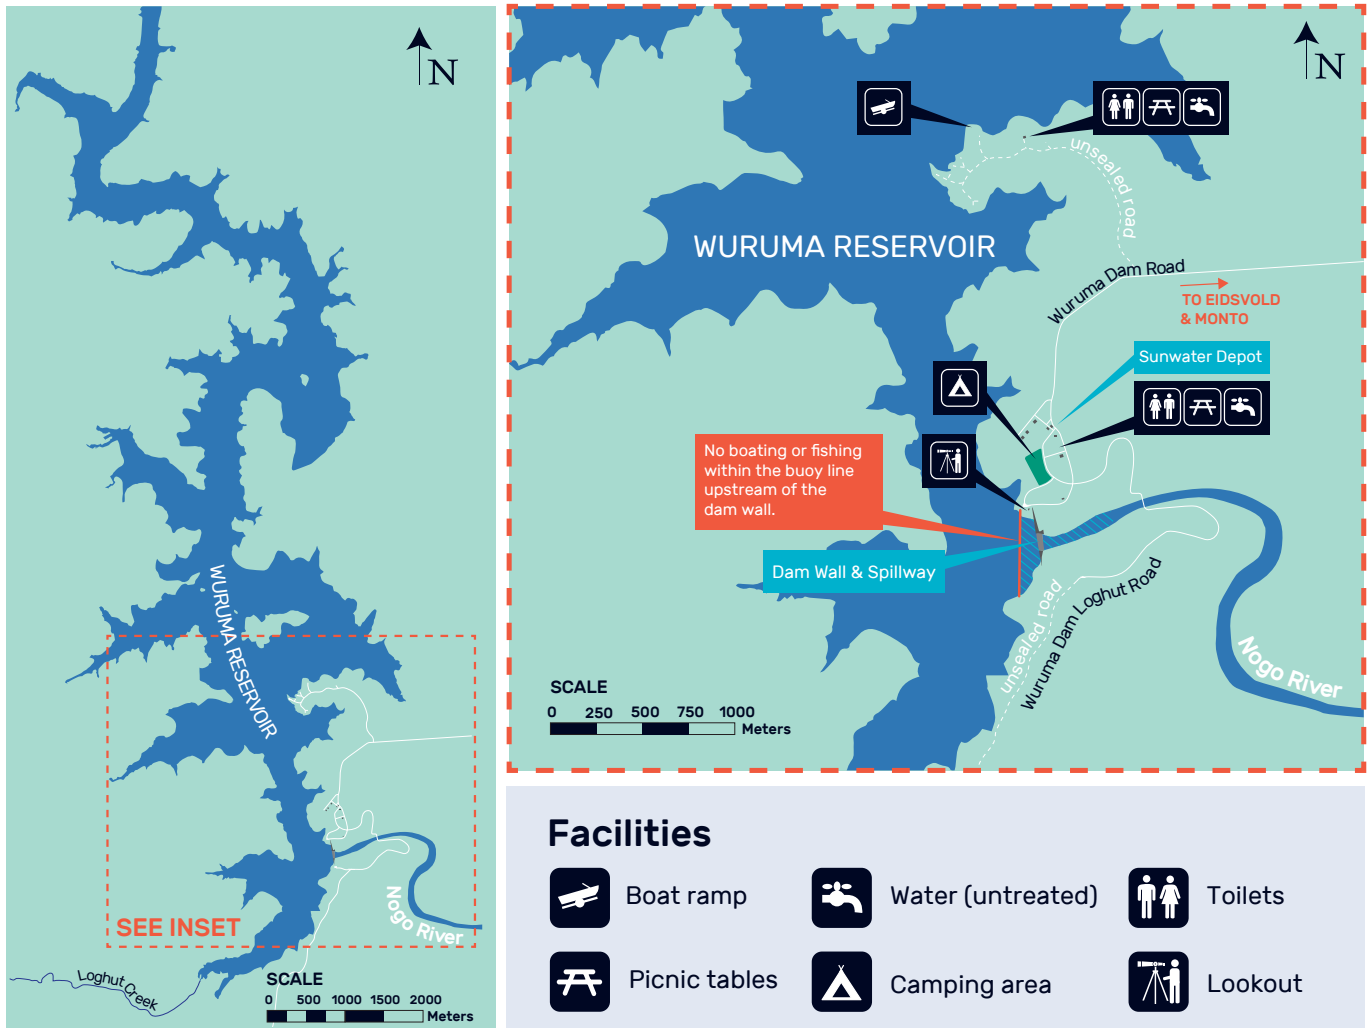 N
WURUMA RESERVOIR
SEE INSET
Nogo River
Loghut Creek
SCALE
0 500 1000 1500 2000
Meters
N
unsealed road
WURUMA RESERVOIR
Wuruma Dam Road
TO EIDSVOLD
& MONTO
Sunwater Depot
No boating or fishing
within the buoy line
upstream of the
dam wall.
Dam Wall & Spillway
unsealed road
Wuruma Dam Loghut Road
Nogo River
SCALE
0 250 500 750 1000
Meters
Facilities
Boat ramp
Water (untreated)
Toilets
Picnic tables
Camping area
Lookout